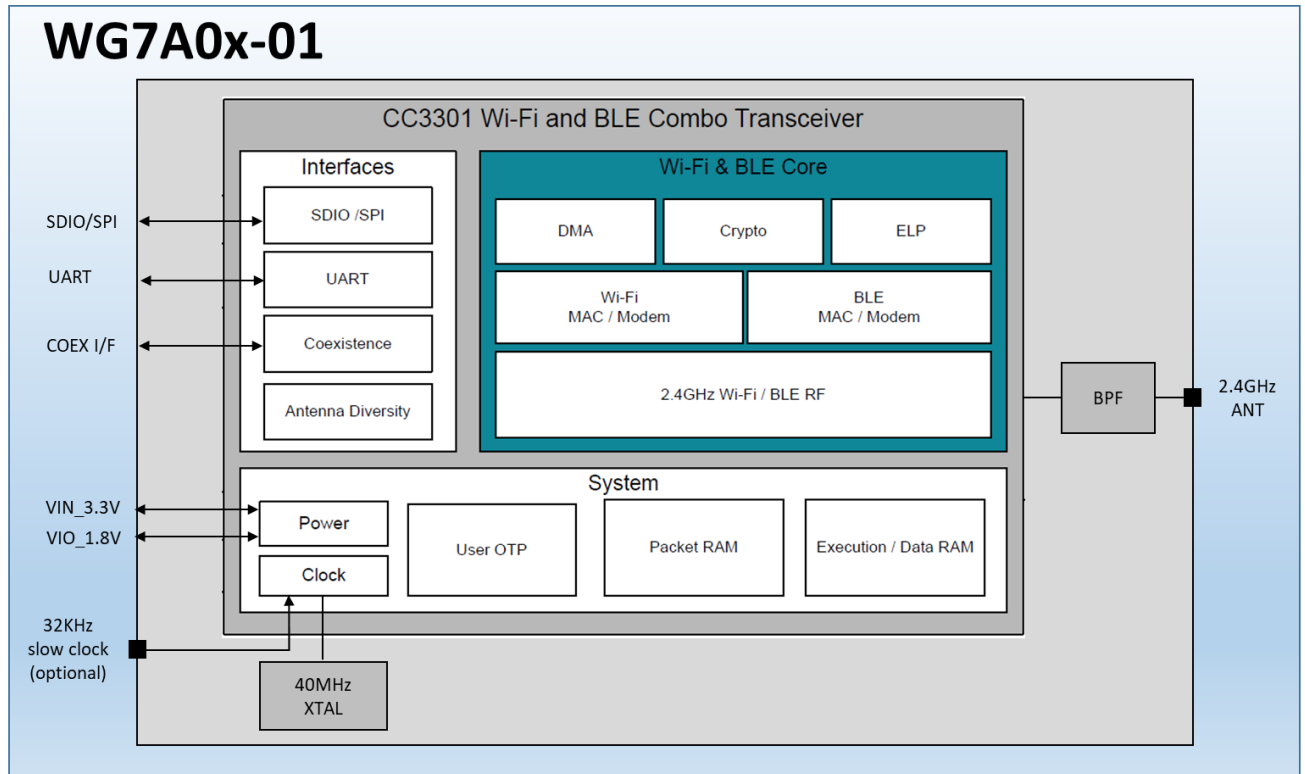 WG7A0x-01
CC3301 Wi-Fi and BLE Combo Transceiver
Interfaces
SDIO /SPI
UART
Coexistence
Antenna Diversity
Wi-Fi & BLE Core
DMA
Crypto
ELP
Wi-Fi
MAC / Modem
BLE
MAC / Modem
2.4GHz Wi-Fi / BLE RF
System
Power
Clock
User OTP
Packet RAM
Execution / Data RAM
SDIO/SPI
UART
COEX I/F
VIN_3.3V
VIO_1.8V
32KHz
slow clock
(optional)
40MHz
XTAL
BPF
2.4GHz
ANT